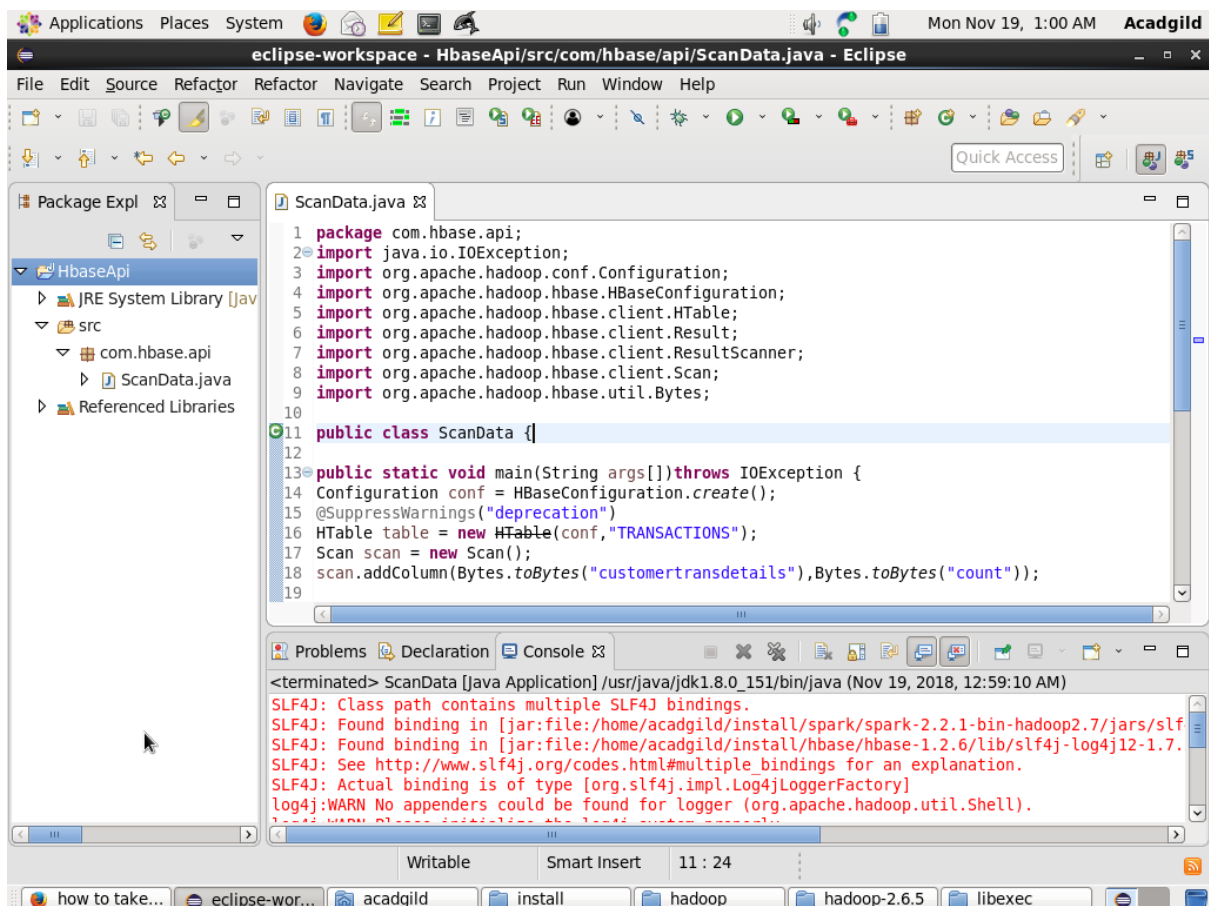 Applications Places System Mon Nov 19, 1:00 AM Acadgild
eclipse-workspace - HbaseApi/src/com/hbase/api/ScanData.java - Eclipse
File Edit Source Refactor Refactor Navigate Search Project Run Window Help
Quick Access
Package Expl
HbaseApi
JRE System Library [Jav
src
com.hbase.api
ScanData.java
Referenced Libraries
ScanData.java
1 package com.hbase.api;
2 import java.io.IOException;
3 import org.apache.hadoop.conf.Configuration;
4 import org.apache.hadoop.hbase.HBaseConfiguration;
5 import org.apache.hadoop.hbase.client.HTable;
6 import org.apache.hadoop.hbase.client.Result;
7 import org.apache.hadoop.hbase.client.ResultScanner;
8 import org.apache.hadoop.hbase.client.Scan;
9 import org.apache.hadoop.hbase.util.Bytes;
10
11 public class ScanData {
12
13 public static void main(String args[])throws IOException {
14 Configuration conf = HBaseConfiguration.create();
15 @SuppressWarnings("deprecation")
16 HTable table = new HTable(conf,"TRANSACTIONS");
17 Scan scan = new Scan();
18 scan.addColumn(Bytes.toBytes("customertransdetails"),Bytes.toBytes("count"));
19
Problems Declaration Console
<terminated> ScanData [Java Application] /usr/java/jdk1.8.0_151/bin/java (Nov 19, 2018, 12:59:10 AM)
SLF4J: Class path contains multiple SLF4J bindings.
SLF4J: Found binding in [jar:file:/home/acadgild/install/spark/spark-2.2.1-bin-hadoop2.7/jars/slf
SLF4J: Found binding in [jar:file:/home/acadgild/install/hbase/hbase-1.2.6/lib/slf4j-log4j12-1.7.
SLF4J: See http://www.slf4j.org/codes.html#multiple_bindings for an explanation.
SLF4J: Actual binding is of type [org.slf4j.impl.Log4jLoggerFactory]
log4j:WARN No appenders could be found for logger (org.apache.hadoop.util.Shell).
log4j:WARN Please initialize the log4j system properly.
Writable Smart Insert 11 : 24
how to take... eclipse-wor... acadgild install hadoop hadoop-2.6.5 libexec